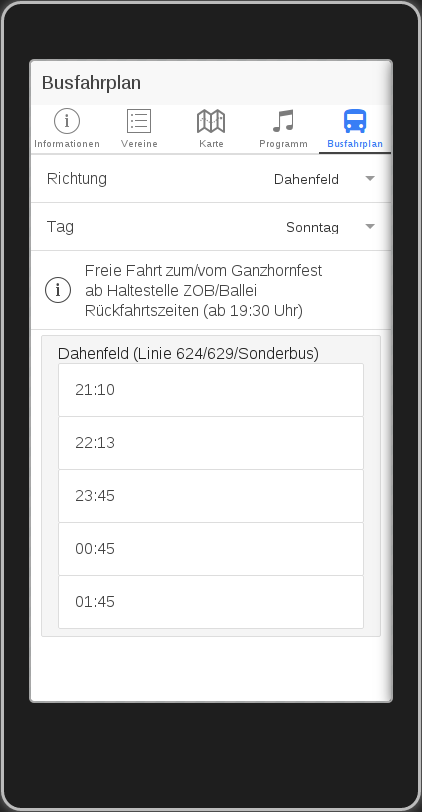 Busfahrplan
Informationen
Vereine
Karte
Programm
Busfahrplan
Richtung Dahenfeld
Tag Sonntag
Freie Fahrt zum/vom Ganzhornfest
ab Haltestelle ZOB/Ballei
Rückfahrtszeiten (ab 19:30 Uhr)
Dahenfeld (Linie 624/629/Sonderbus)
21:10
22:13
23:45
00:45
01:45